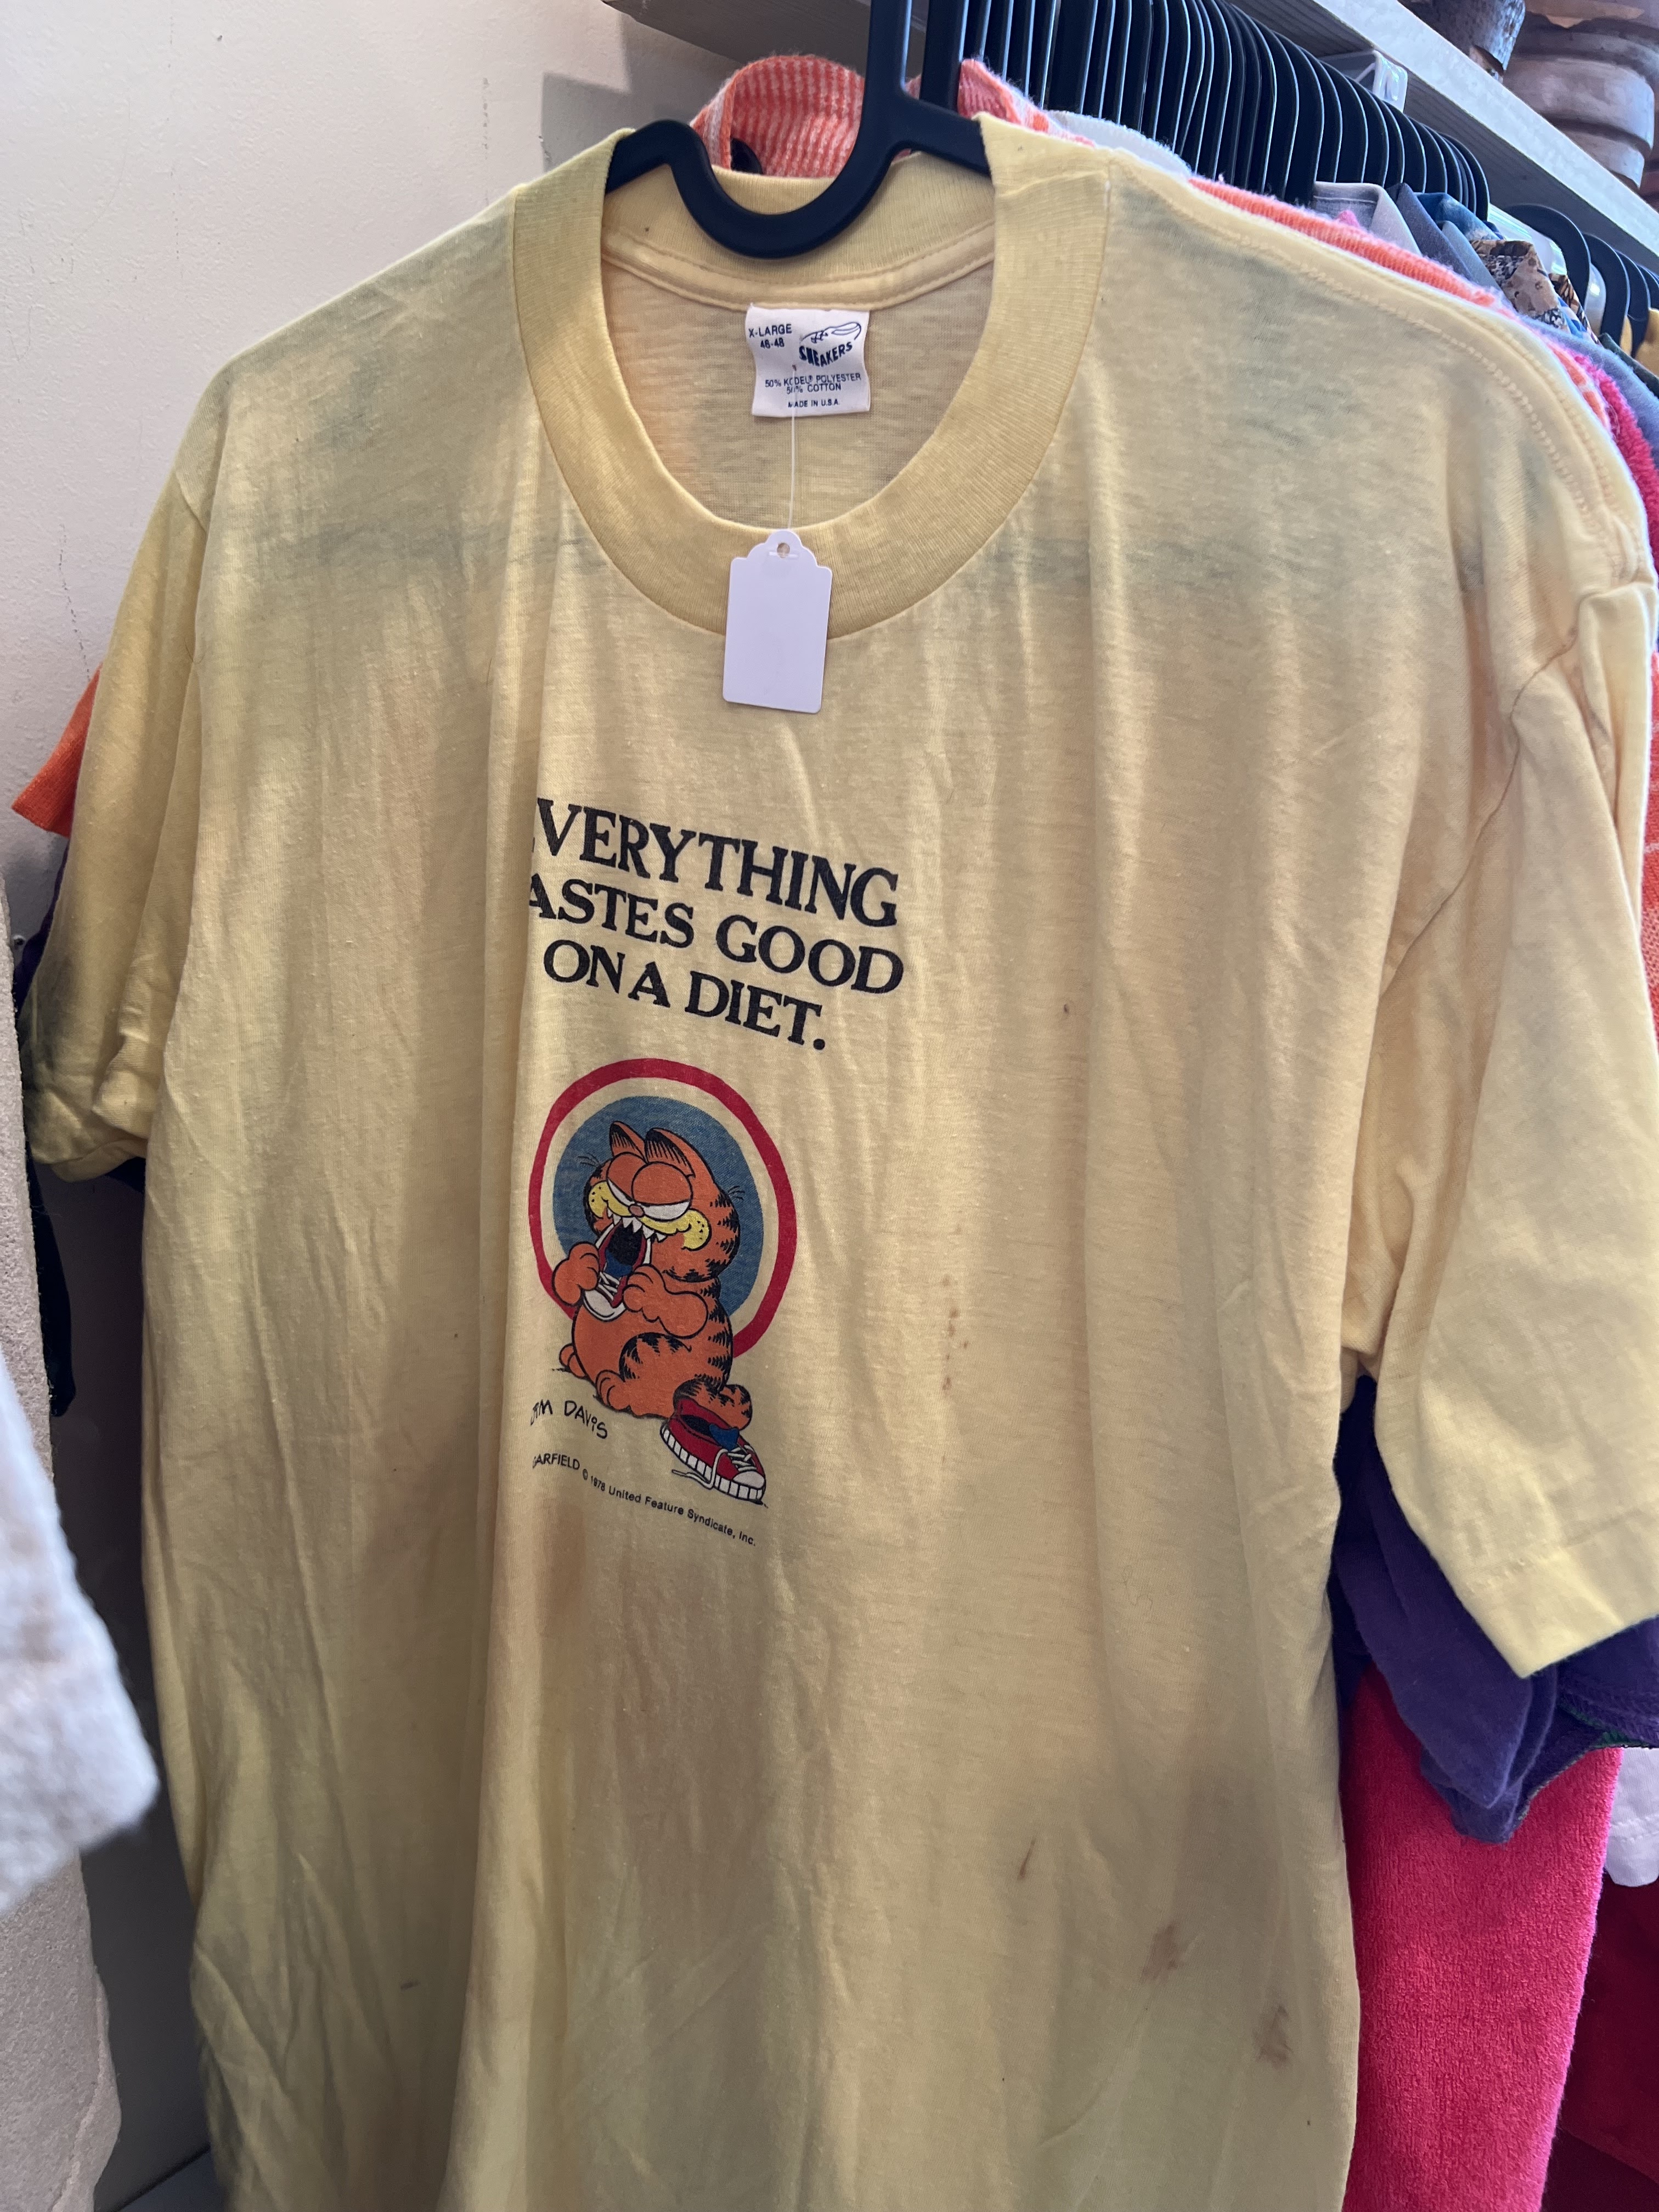 X-LARGE
46-48
SNEAKERS
50% KODEL® POLYESTER
50% COTTON
MADE IN U.S.A.
VERYTHING
ASTES GOOD
ON A DIET.
JIM DAVIS
GARFIELD © 1978 United Feature Syndicate, Inc.